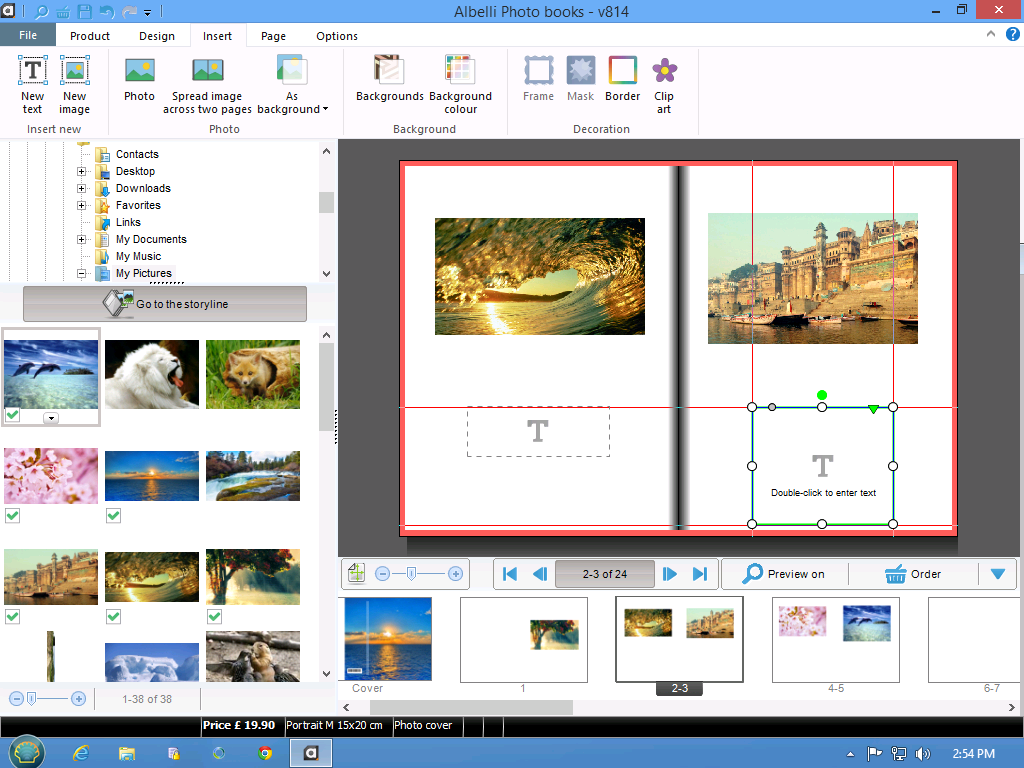 Albelli Photo books - v814
File
Product
Design
Insert
Page
Options
New
text
New
image
Insert new
Photo
Spread image
across two pages
As
background
Photo
Backgrounds
Background
colour
Background
Frame
Mask
Border
Clip
art
Decoration
Contacts
Desktop
Downloads
Favorites
Links
My Documents
My Music
My Pictures
Go to the storyline
1-38 of 38
T
T
Double-click to enter text
2-3 of 24
Preview on
Order
Cover
1
2-3
4-5
6-7
Price £ 19.90
Portrait M 15x20 cm
Photo cover
2:54 PM